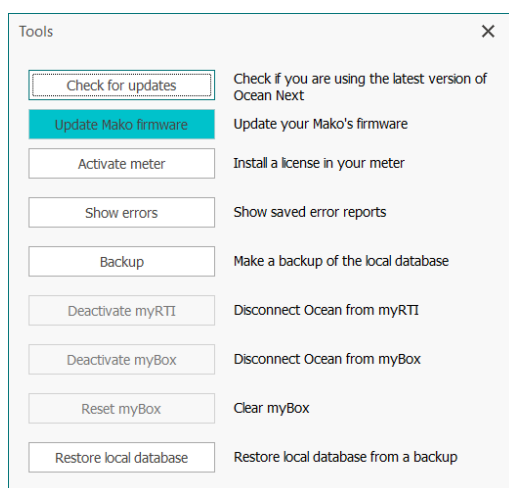 Tools
Check for updates
Check if you are using the latest version of
Ocean Next
Update Mako firmware
Update your Mako's firmware
Activate meter
Install a license in your meter
Show errors
Show saved error reports
Backup
Make a backup of the local database
Deactivate myRTI
Disconnect Ocean from myRTI
Deactivate myBox
Disconnect Ocean from myBox
Reset myBox
Clear myBox
Restore local database
Restore local database from a backup